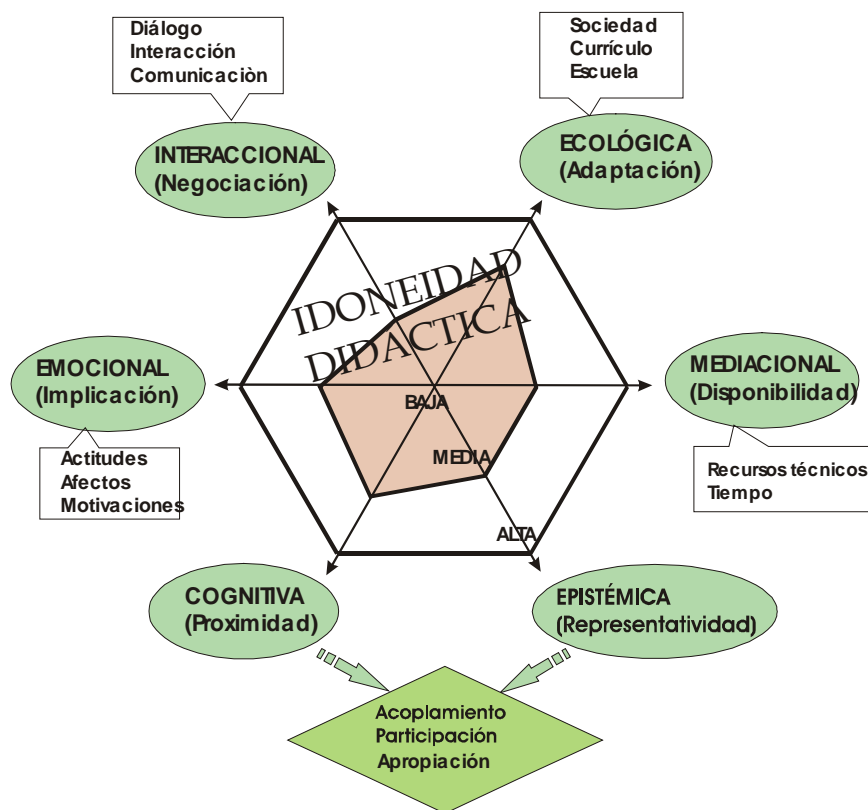 Diálogo
Interacción
Comunicaciòn
Sociedad
Currículo
Escuela
INTERACCIONAL
(Negociación)
ECOLÓGICA
(Adaptación)
IDONEIDAD
DIDACTICA
EMOCIONAL
(Implicación)
MEDIACIONAL
(Disponibilidad)
BAJA
MEDIA
ALTA
Actitudes
Afectos
Motivaciones
Recursos técnicos
Tiempo
COGNITIVA
(Proximidad)
EPISTÉMICA
(Representatividad)
Acoplamiento
Participación
Apropiación